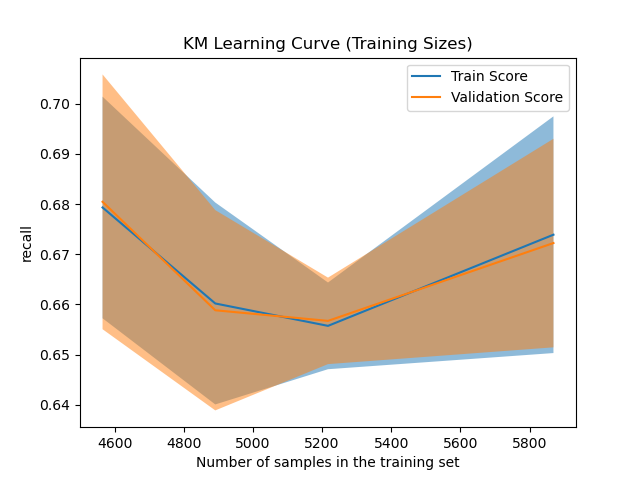 KM Learning Curve (Training Sizes)
Train Score
Validation Score
0.70
0.69
0.68
0.67
0.66
0.65
0.64
recall
4600 4800 5000 5200 5400 5600 5800
Number of samples in the training set